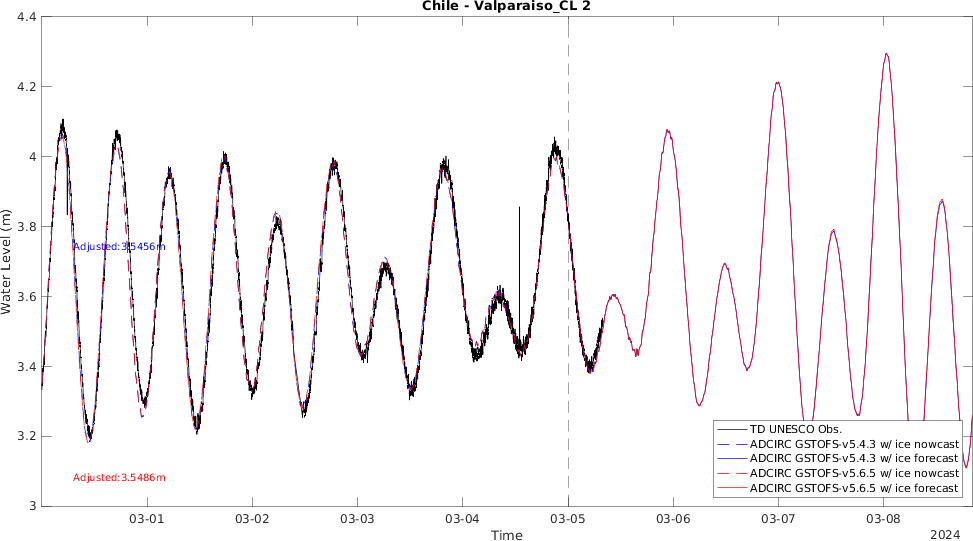 Chile - Valparaiso_CL 2
4.4
4.2
4
3.8
3.6
3.4
3.2
3
Water Level (m)
Adjusted:3.5456m
Adjusted:3.5486m
TD UNESCO Obs.
ADCIRC GSTOFS-v5.4.3 w/ ice nowcast
ADCIRC GSTOFS-v5.4.3 w/ ice forecast
ADCIRC GSTOFS-v5.6.5 w/ ice nowcast
ADCIRC GSTOFS-v5.6.5 w/ ice forecast
03-01 03-02 03-03 03-04 03-05 03-06 03-07 03-08
Time
2024